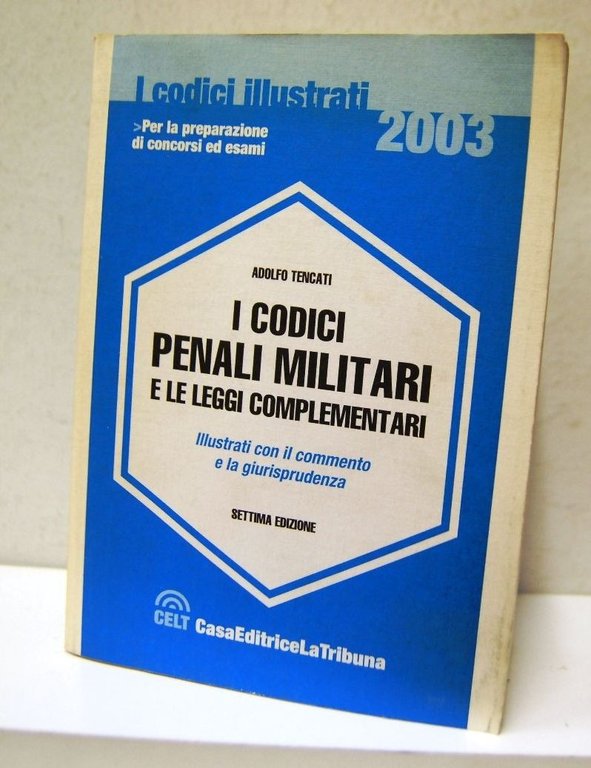 I codici illustrati
2003
>Per la preparazione
di concorsi ed esami
ADOLFO TENCATI
I CODICI
PENALI MILITARI
E LE LEGGI COMPLEMENTARI
Illustrati con il commento
e la giurisprudenza
SETTIMA EDIZIONE
CELT CasaEditriceLaTribuna